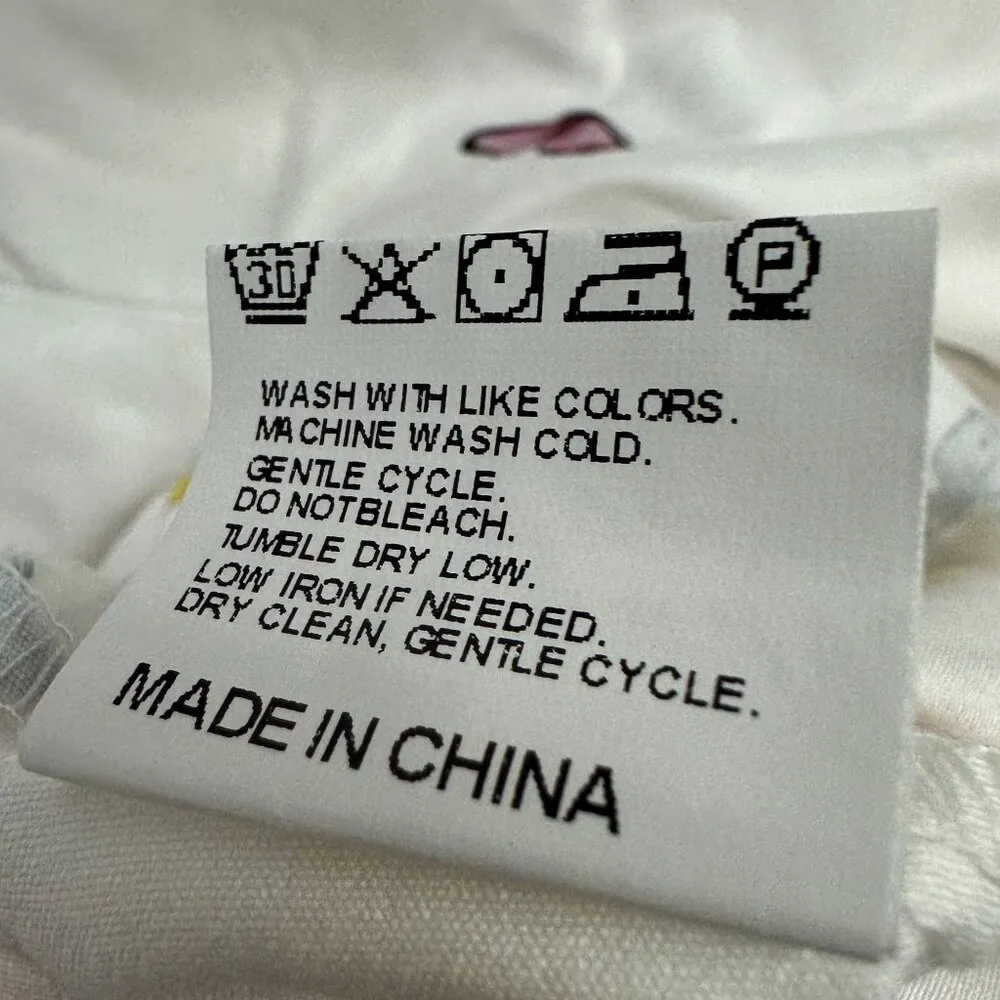 30 P
WASH WITH LIKE COLORS.
MACHINE WASH COLD.
GENTLE CYCLE.
DO NOTBLEACH.
TUMBLE DRY LOW.
LOW IRON IF NEEDED.
DRY CLEAN, GENTLE CYCLE.
MADE IN CHINA